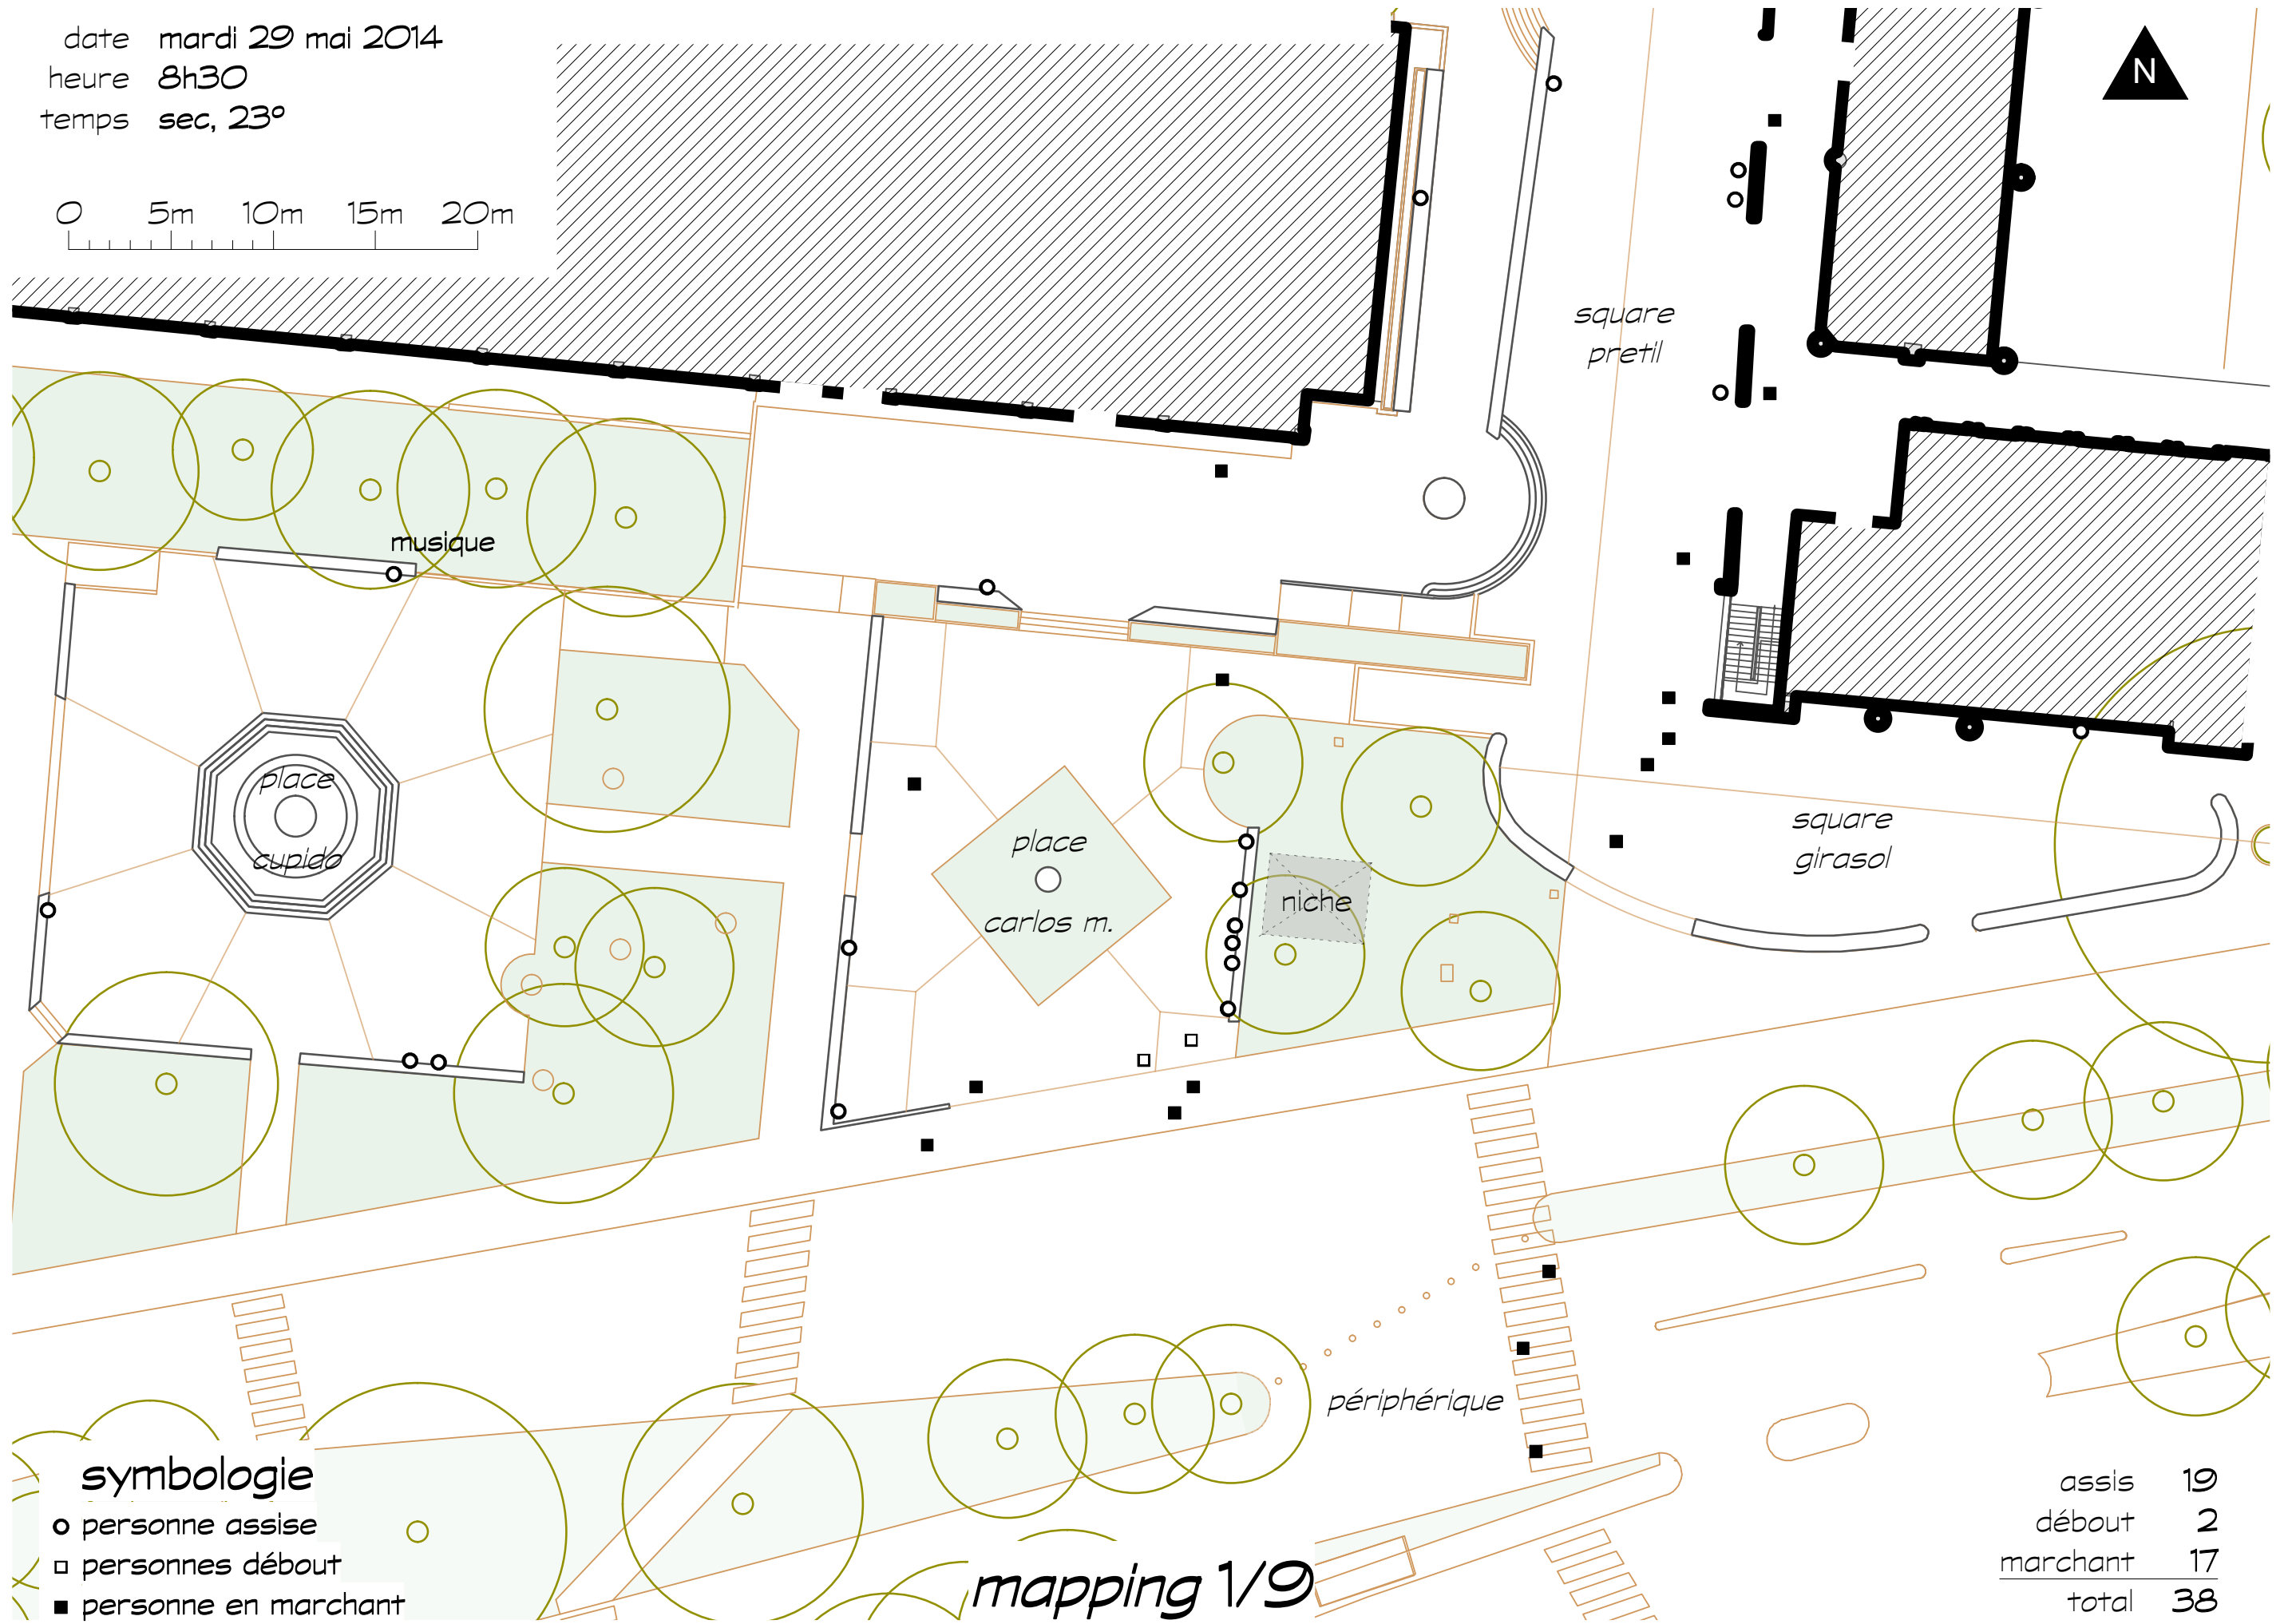 date mardi 29 mai 2014
heure 8h30
temps sec, 23°
0 5m 10m 15m 20m
N
square
pretil
musique
place
cupido
place
carlos m.
niche
square
girasol
périphérique
symbologie
personne assise
personnes débout
personne en marchant
mapping 1/9
assis 19
débout 2
marchant 17
total 38